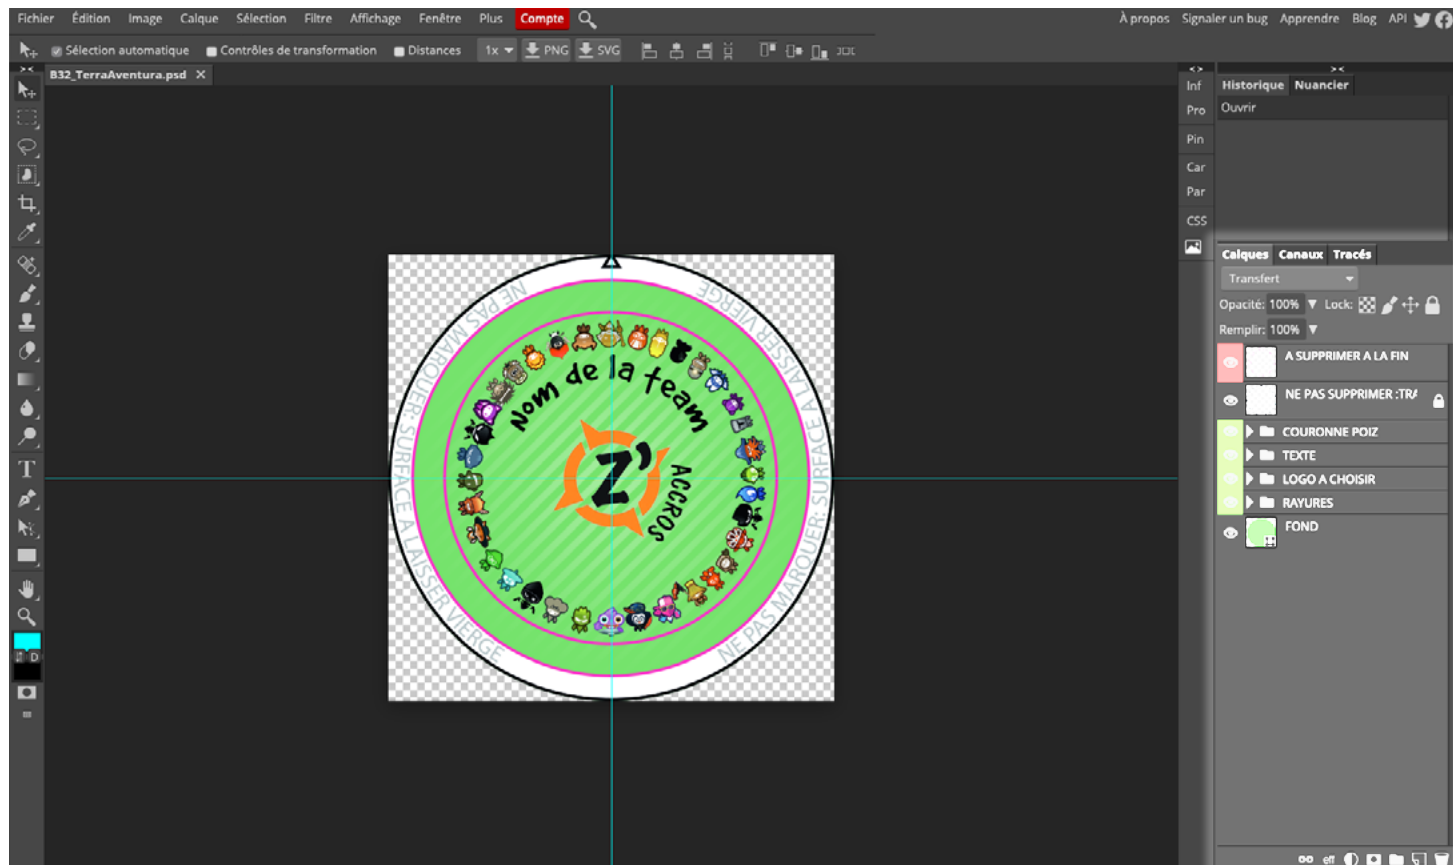 Fichier Édition Image Calque Sélection Filtre Affichage Fenêtre Plus Compte À propos Signaler un bug Apprendre Blog API
Sélection automatique Contrôles de transformation Distances 1x PNG SVG
B32_TerraAventura.psd X
Inf
Pro
Pin
Car
Par
CSS
Historique Nuancier
Ouvrir
Calques Canaux Tracés
Transfert
Opacité: 100% Lock:
Remplir: 100%
A SUPPRIMER A LA FIN
NE PAS SUPPRIMER :TRA
COURONNE POIZ
TEXTE
LOGO A CHOISIR
RAYURES
FOND
NE PAS MARQUER: SURFACE A LAISSER VIERGE
NE PAS MARQUER: SURFACE A LAISSER VIERGE
Nom de la team
Z'
ACCROS
T
D
eff